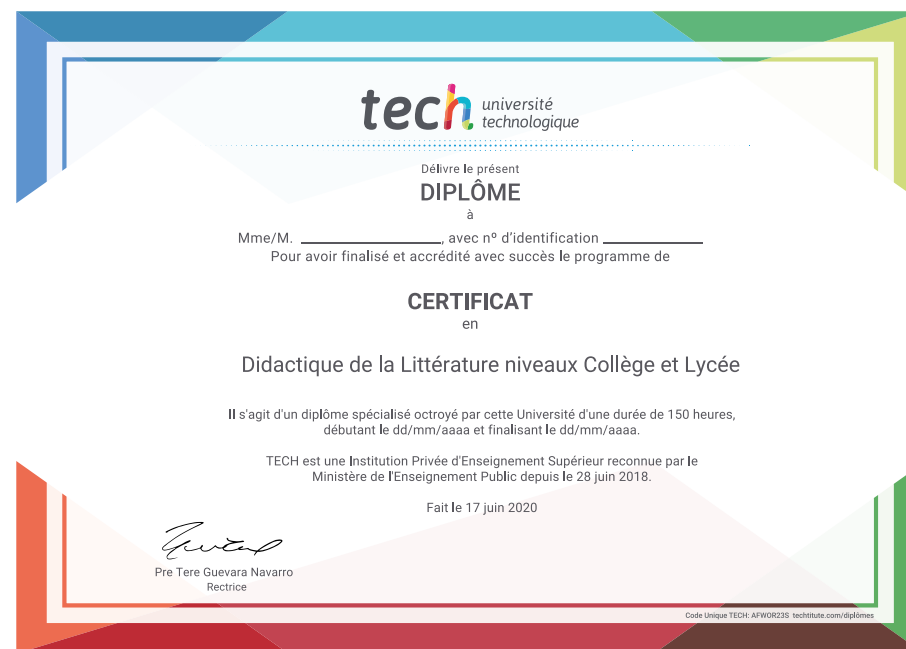 tech université
technologique
Délivre le présent
DIPLÔME
à
Mme/M. ____________________, avec nº d'identification ______________
Pour avoir finalisé et accrédité avec succès le programme de
CERTIFICAT
en
Didactique de la Littérature niveaux Collège et Lycée
Il s'agit d'un diplôme spécialisé octroyé par cette Université d'une durée de 150 heures,
débutant le dd/mm/aaaa et finalisant le dd/mm/aaaa.
TECH est une Institution Privée d'Enseignement Supérieur reconnue par le
Ministère de l'Enseignement Public depuis le 28 juin 2018.
Fait le 17 juin 2020
Pre Tere Guevara Navarro
Rectrice
Code Unique TECH: AFWOR23S techtitute.com/diplômes